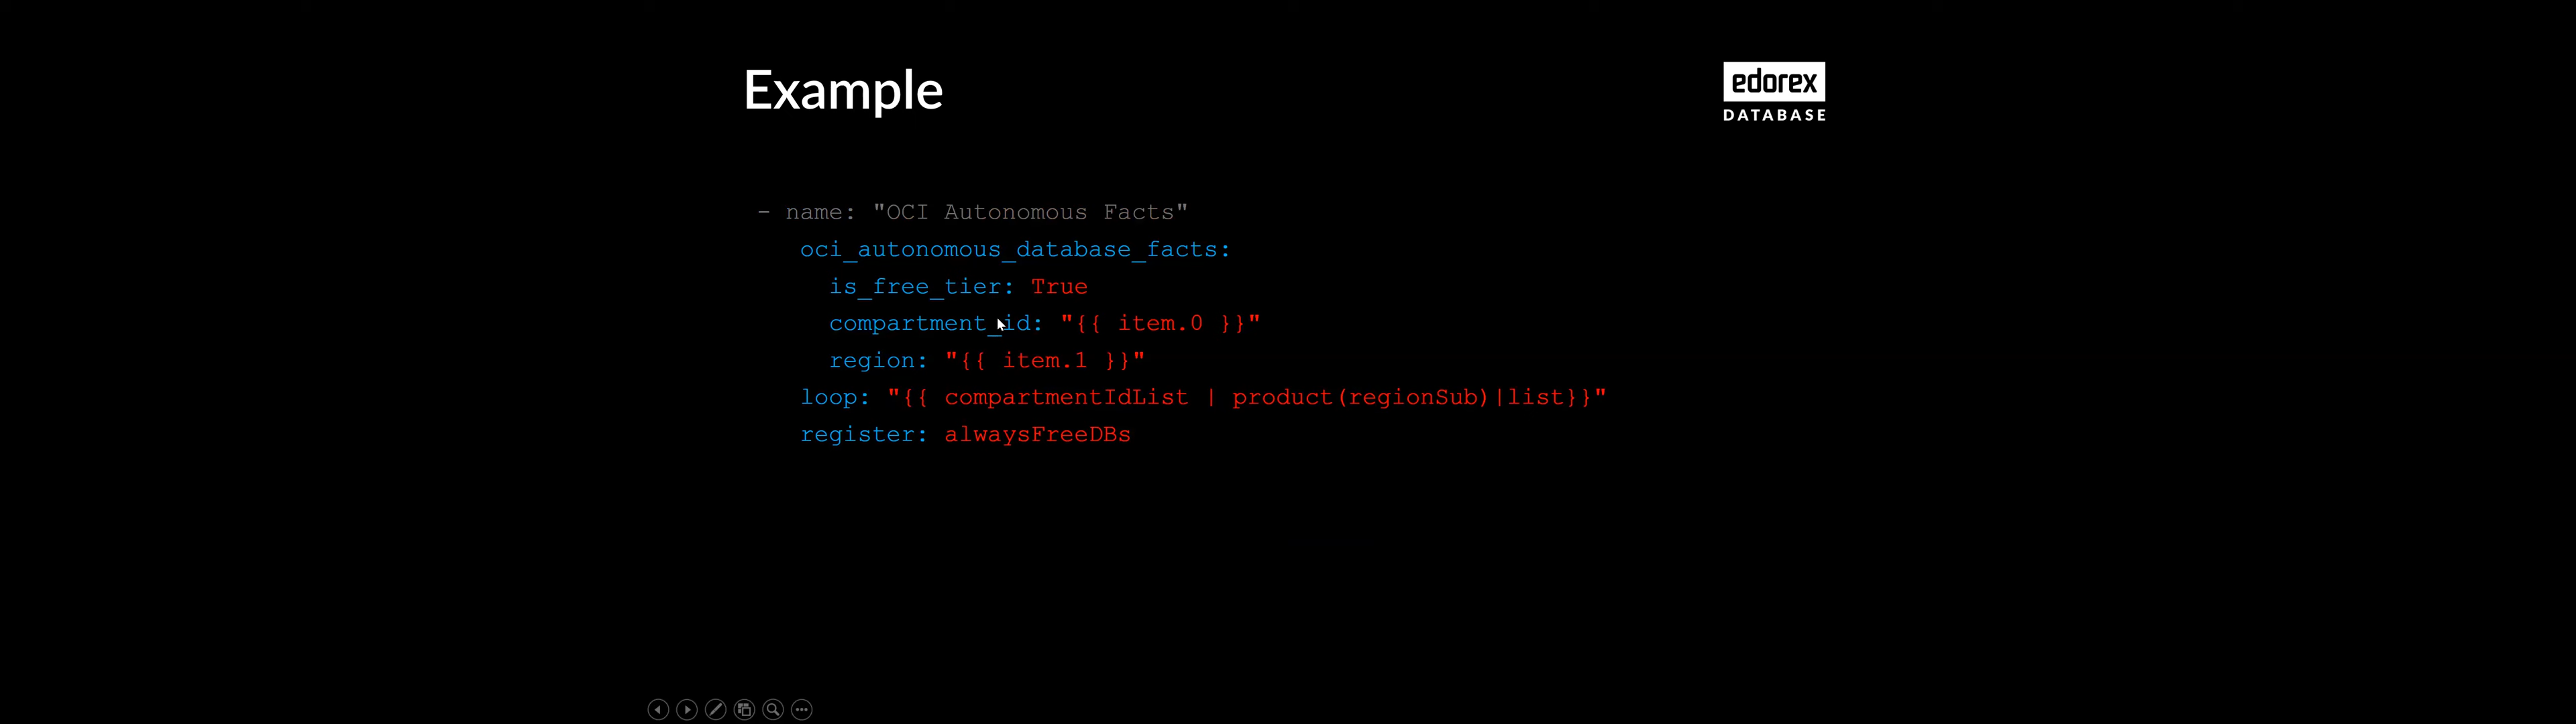 Example
edorex
DATABASE
- name: "OCI Autonomous Facts"
oci_autonomous_database_facts:
is_free_tier: True
compartment_id: "{{ item.0 }}"
region: "{{ item.1 }}"
loop: "{{ compartmentIdList | product(regionSub)|list}}"
register: alwaysFreeDBs